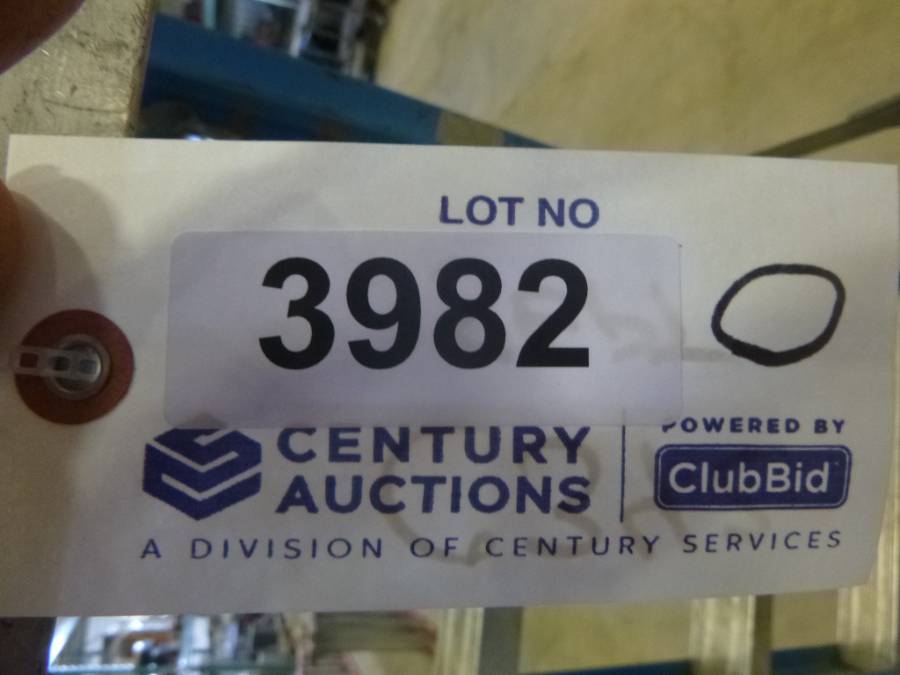 LOT NO
3982
CENTURY
AUCTIONS
POWERED BY
ClubBid
A DIVISION OF CENTURY SERVICES